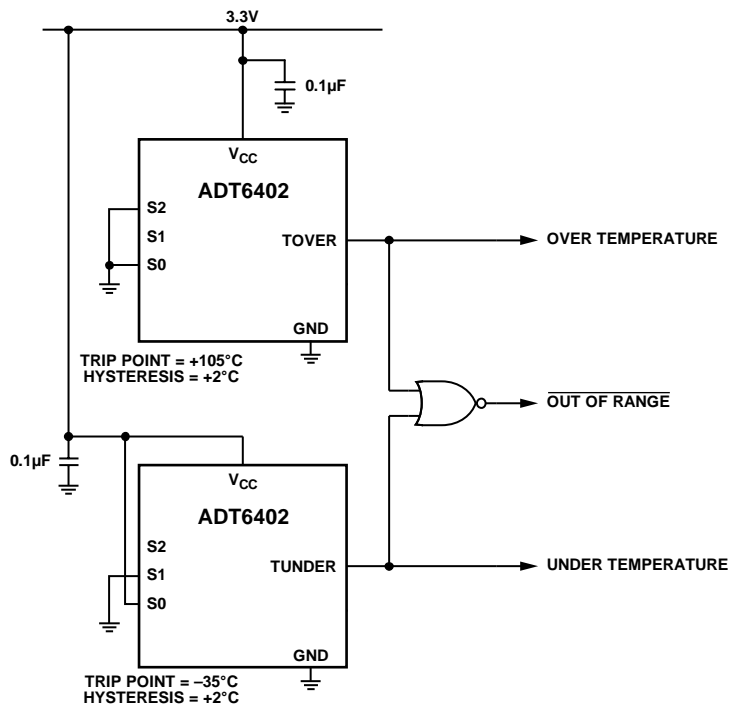 3.3V
0.1µF
VCC
ADT6402
S2
S1
S0
TOVER
OVER TEMPERATURE
GND
TRIP POINT = +105°C
HYSTERESIS = +2°C
OUT OF RANGE
0.1µF
VCC
ADT6402
S2
S1
S0
TUNDER
UNDER TEMPERATURE
GND
TRIP POINT = –35°C
HYSTERESIS = +2°C